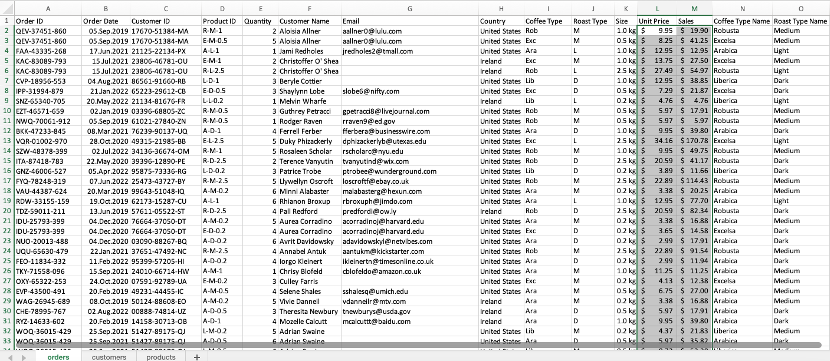 A B C D E F G H I J K L M N O
1 Order ID Order Date Customer ID Product ID Quantity Customer Name Email Country Coffee Type Roast Type Size Unit Price Sales Coffee Type Name Roast Type Name
2 QEV-37451-860 05.Sep.2019 17670-51384-MA R-M-1 2 Aloisia Allner aallner0@lulu.com United States Rob M 1.0 kg $ 9.95 $ 19.90 Robusta Medium
3 QEV-37451-860 05.Sep.2019 17670-51384-MA E-M-0.5 5 Aloisia Allner aallner0@lulu.com United States Exc M 0.5 kg $ 8.25 $ 41.25 Excelsa Medium
4 FAA-43335-268 17.Jun.2021 21125-22134-PX A-L-1 1 Jami Redholes jredholes2@tmall.com United States Ara L 1.0 kg $ 12.95 $ 12.95 Arabica Light
5 KAC-83089-793 15.Jul.2021 23806-46781-OU E-M-1 2 Christoffer O' Shea Ireland Exc M 1.0 kg $ 13.75 $ 27.50 Excelsa Medium
6 KAC-83089-793 15.Jul.2021 23806-46781-OU R-L-2.5 2 Christoffer O' Shea Ireland Rob L 2.5 kg $ 27.49 $ 54.97 Robusta Light
7 CVP-18956-553 04.Aug.2021 86561-91660-RB L-D-1 3 Beryle Cottier United States Lib D 1.0 kg $ 12.95 $ 38.85 Liberica Dark
8 IPP-31994-879 21.Jan.2022 65223-29612-CB E-D-0.5 3 Shaylynn Lobe slobe6@nifty.com United States Exc D 0.5 kg $ 7.29 $ 21.87 Excelsa Dark
9 SNZ-65340-705 20.May.2022 21134-81676-FR L-L-0.2 1 Melvin Wharfe Ireland Lib L 0.2 kg $ 4.76 $ 4.76 Liberica Light
10 EZT-46571-659 02.Jan.2019 03396-68805-ZC R-M-0.5 3 Guthrey Petracci gpetracci8@livejournal.com United States Rob M 0.5 kg $ 5.97 $ 17.91 Robusta Medium
11 NWQ-70061-912 05.Sep.2019 61021-27840-ZN R-M-0.5 1 Rodger Raven rraven9@ed.gov United States Rob M 0.5 kg $ 5.97 $ 5.97 Robusta Medium
12 BKK-47233-845 08.Mar.2021 76239-90137-UQ A-D-1 4 Ferrell Ferber fferbera@businesswire.com United States Ara D 1.0 kg $ 9.95 $ 39.80 Arabica Dark
13 VQR-01002-970 28.Oct.2020 49315-21985-BB E-L-2.5 5 Duky Phizackerly dphizackerlyb@utexas.edu United States Exc L 2.5 kg $ 34.16 $ 170.78 Excelsa Light
14 SZW-48378-399 02.Jul.2022 34136-36674-OM R-M-1 5 Rosaleen Scholar rscholarc@nyu.edu United States Rob M 1.0 kg $ 9.95 $ 49.75 Robusta Medium
15 ITA-87418-783 22.May.2020 39396-12890-PE R-D-2.5 2 Terence Vanyutin tvanyutind@wix.com United States Rob D 2.5 kg $ 20.59 $ 41.17 Robusta Dark
16 GNZ-46006-527 05.Apr.2022 95875-73336-RG L-D-0.2 3 Patrice Trobe ptrobee@wunderground.com United States Lib D 0.2 kg $ 3.89 $ 11.66 Liberica Dark
17 FYQ-78248-319 07.Jun.2022 25473-43727-BY R-M-2.5 5 Llywellyn Oscroft loscroftf@ebay.co.uk United States Rob M 2.5 kg $ 22.89 $ 114.43 Robusta Medium
18 VAU-44387-624 20.Mar.2019 99643-51048-IQ A-M-0.2 6 Minni Alabaster malabasterg@hexun.com United States Ara M 0.2 kg $ 3.38 $ 20.25 Arabica Medium
19 RDW-33155-159 19.Oct.2019 62173-15287-CU A-L-1 6 Rhianon Broxup rbroxuph@jimdo.com United States Ara L 1.0 kg $ 12.95 $ 77.70 Arabica Light
20 TDZ-59011-211 13.Jun.2019 57611-05522-ST R-D-2.5 4 Pall Redford predfordi@ow.ly Ireland Rob D 2.5 kg $ 20.59 $ 82.34 Robusta Dark
21 IDU-25793-399 04.Dec.2020 76664-37050-DT A-M-0.2 5 Aurea Corradino acorradinoj@harvard.edu United States Ara M 0.2 kg $ 3.38 $ 16.88 Arabica Medium
22 IDU-25793-399 04.Dec.2020 76664-37050-DT E-D-0.2 4 Aurea Corradino acorradinoj@harvard.edu United States Exc D 0.2 kg $ 3.65 $ 14.58 Excelsa Dark
23 NUO-20013-488 04.Dec.2020 03090-88267-BQ A-D-0.2 6 Avrit Davidowsky adavidowskyl@netvibes.com United States Ara D 0.2 kg $ 2.99 $ 17.91 Arabica Dark
24 UQU-65630-479 22.Jan.2021 37651-47492-NC R-M-2.5 4 Annabel Antuk aantukm@kickstarter.com United States Rob M 2.5 kg $ 22.89 $ 91.54 Robusta Medium
25 FEO-11834-332 11.Feb.2022 95399-57205-HI A-D-0.2 4 Iorgo Kleinert ikleinertn@timesonline.co.uk United States Ara D 0.2 kg $ 2.99 $ 11.94 Arabica Dark
26 TKY-71558-096 15.Sep.2021 24010-66714-HW A-M-1 1 Chrisy Blofeld cblofeldo@amazon.co.uk United States Ara M 1.0 kg $ 11.25 $ 11.25 Arabica Medium
27 OXY-65322-253 24.Oct.2020 07591-92789-UA E-M-0.2 3 Culley Farris United States Exc M 0.2 kg $ 4.13 $ 12.38 Excelsa Medium
28 EVP-43500-491 20.Feb.2019 49231-44455-IC A-M-0.5 4 Selene Shales sshalesq@umich.edu United States Ara M 0.5 kg $ 6.75 $ 27.00 Arabica Medium
29 WAG-26945-689 08.Oct.2019 50124-88608-EO A-M-0.2 5 Vivie Danneil vdanneilr@mtv.com Ireland Ara M 0.2 kg $ 3.38 $ 16.88 Arabica Medium
30 CHE-78995-767 02.Aug.2022 00888-74814-UZ A-D-0.5 3 Theresita Newbury tnewburys@usda.gov Ireland Ara D 0.5 kg $ 5.97 $ 17.91 Arabica Dark
31 RYZ-14633-602 20.Feb.2019 14158-30713-OB A-D-1 4 Mozelle Calcutt mcalcuttt@baidu.com Ireland Ara D 1.0 kg $ 9.95 $ 39.80 Arabica Dark
32 WOQ-36015-429 25.Sep.2021 51427-89175-QJ L-M-0.2 5 Adrian Swaine United States Lib M 0.2 kg $ 4.37 $ 21.83 Liberica Medium
33 WOQ-36015-429 25.Sep.2021 51427-89175-QJ A-D-0.5 6 Adrian Swaine United States Ara D 0.5 kg $ 5.97 $ 35.82 Arabica Dark
orders customers products +